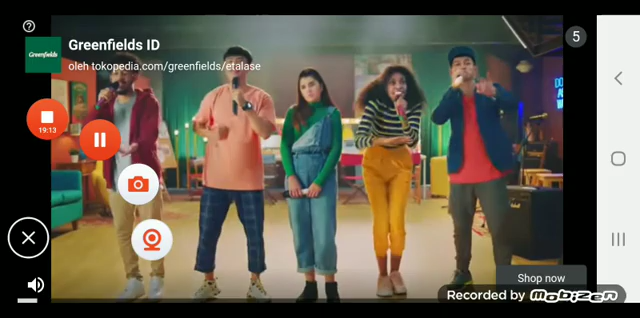 Greenfields ID
5
Greenfields
oleh tokopedia.com/greenfields/etalase
19:13
Shop now
Recorded by MOBIZEN